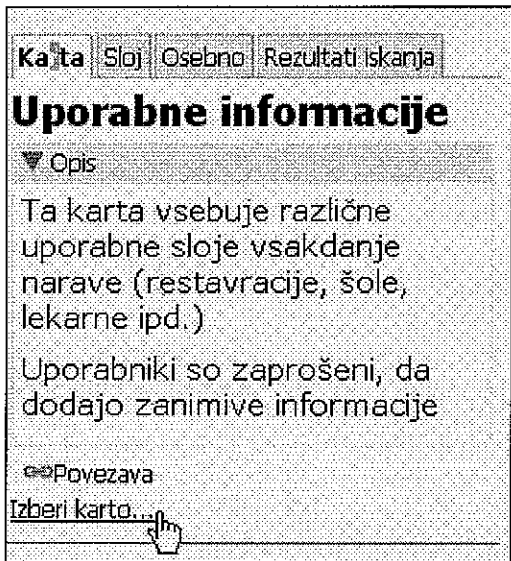 Karta Sloj Osebno Rezultati iskanja
Uporabne informacije
Opis
Ta karta vsebuje različne
uporabne sloje vsakdanje
narave (restavracije, šole,
lekarne ipd.)
Uporabniki so zaprošeni, da
dodajo zanimive informacije
Povezava
Izberi karto...